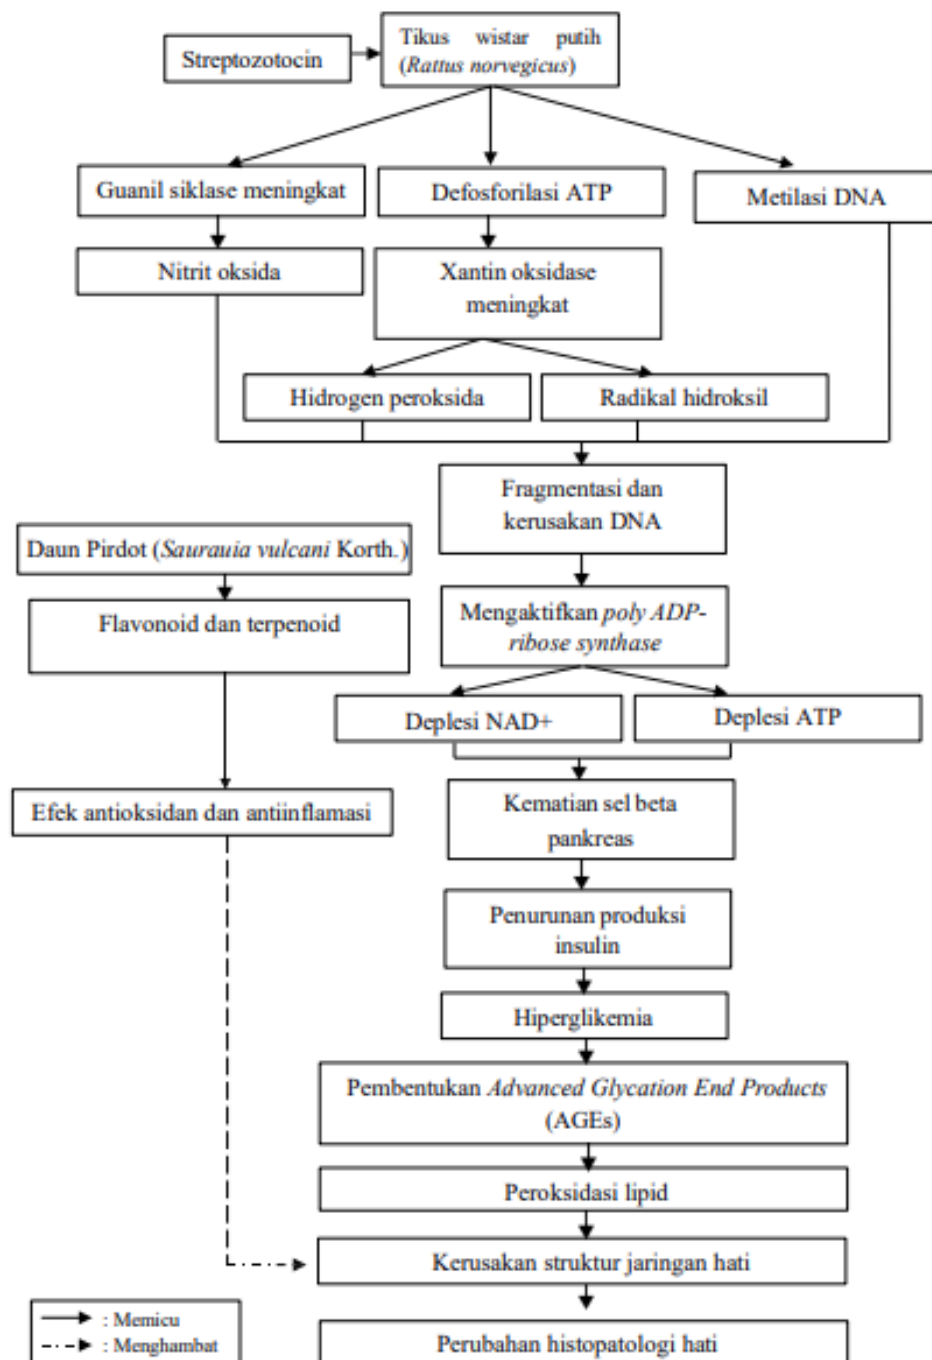 Streptozotocin
Tikus wistar putih
(Rattus norvegicus)
Guanil siklase meningkat
Defosforilasi ATP
Metilasi DNA
Nitrit oksida
Xantin oksidase
meningkat
Hidrogen peroksida
Radikal hidroksil
Fragmentasi dan
kerusakan DNA
Daun Pirdot (Saurauia vulcani Korth.)
Flavonoid dan terpenoid
Mengaktifkan poly ADP-
ribose synthase
Deplesi NAD+
Deplesi ATP
Efek antioksidan dan antiinflamasi
Kematian sel beta
pankreas
Penurunan produksi
insulin
Hiperglikemia
Pembentukan Advanced Glycation End Products
(AGEs)
Peroksidasi lipid
Kerusakan struktur jaringan hati
: Memicu
: Menghambat
Perubahan histopatologi hati